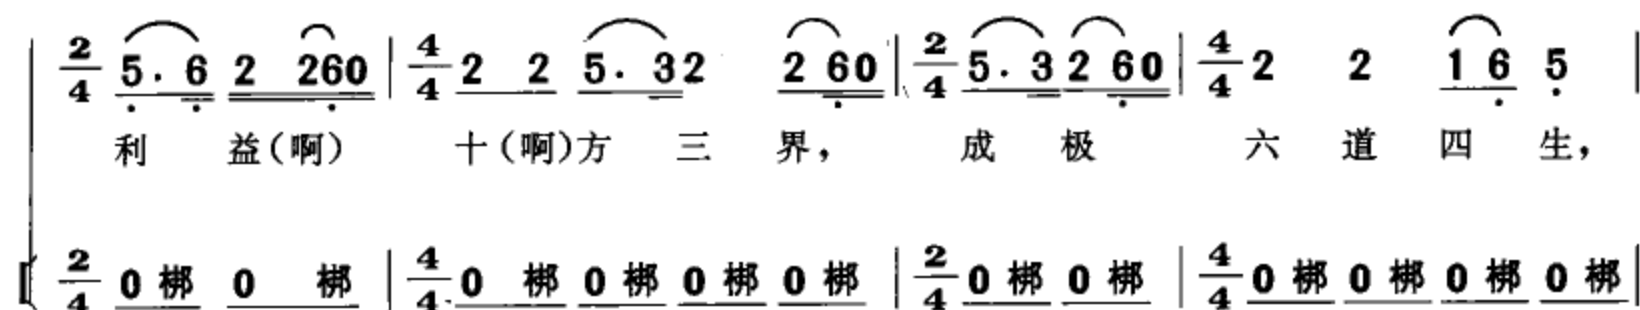 2/4 5. 6 2 260 | 4/4 2 2 5. 32 2 60 | 2/4 5. 3 2 60 | 4/4 2 2 1 6 5 |
利 益(啊) 十(啊)方 三 界, 成 极 六 道 四 生,
2/4 0 梆 0 梆 | 4/4 0 梆 0 梆 0 梆 0 梆 | 2/4 0 梆 0 梆 | 4/4 0 梆 0 梆 0 梆 0 梆 |